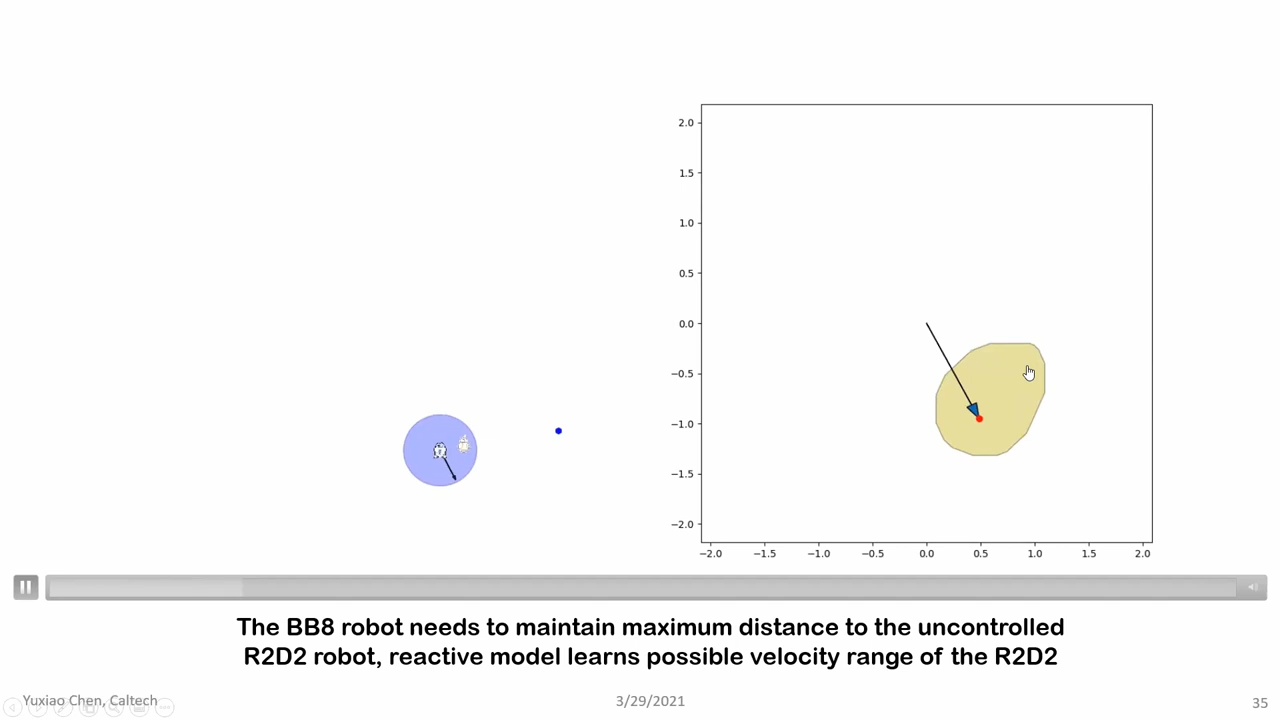 2.0
1.5
1.0
0.5
0.0
−0.5
−1.0
−1.5
−2.0
−2.0 −1.5 −1.0 −0.5 0.0 0.5 1.0 1.5 2.0
The BB8 robot needs to maintain maximum distance to the uncontrolled
R2D2 robot, reactive model learns possible velocity range of the R2D2
Yuxiao Chen, Caltech 3/29/2021 35